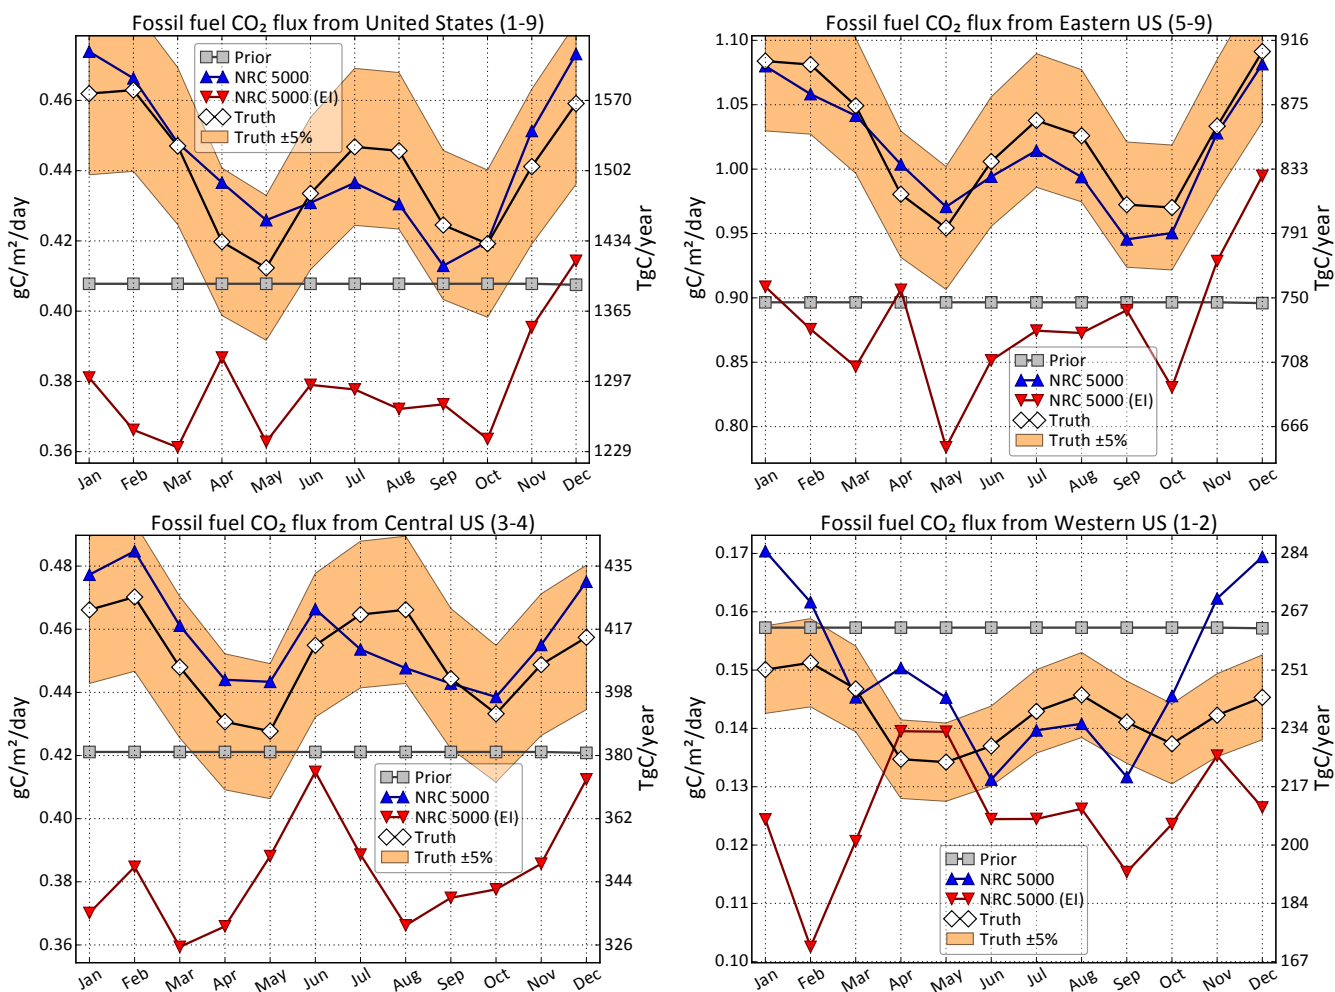 Fossil fuel CO₂ flux from United States (1-9)
Prior
NRC 5000
NRC 5000 (EI)
Truth
Truth ±5%
gC/m²/day
0.46
0.44
0.42
0.40
0.38
0.36
TgC/year
1570
1502
1434
1365
1297
1229
Jan Feb Mar Apr May Jun Jul Aug Sep Oct Nov Dec
Fossil fuel CO₂ flux from Eastern US (5-9)
Prior
NRC 5000
NRC 5000 (EI)
Truth
Truth ±5%
gC/m²/day
1.10
1.05
1.00
0.95
0.90
0.85
0.80
TgC/year
916
875
833
791
750
708
666
Jan Feb Mar Apr May Jun Jul Aug Sep Oct Nov Dec
Fossil fuel CO₂ flux from Central US (3-4)
Prior
NRC 5000
NRC 5000 (EI)
Truth
Truth ±5%
gC/m²/day
0.48
0.46
0.44
0.42
0.40
0.38
0.36
TgC/year
435
417
398
380
362
344
326
Jan Feb Mar Apr May Jun Jul Aug Sep Oct Nov Dec
Fossil fuel CO₂ flux from Western US (1-2)
Prior
NRC 5000
NRC 5000 (EI)
Truth
Truth ±5%
gC/m²/day
0.17
0.16
0.15
0.14
0.13
0.12
0.11
0.10
TgC/year
284
267
251
234
217
200
184
167
Jan Feb Mar Apr May Jun Jul Aug Sep Oct Nov Dec